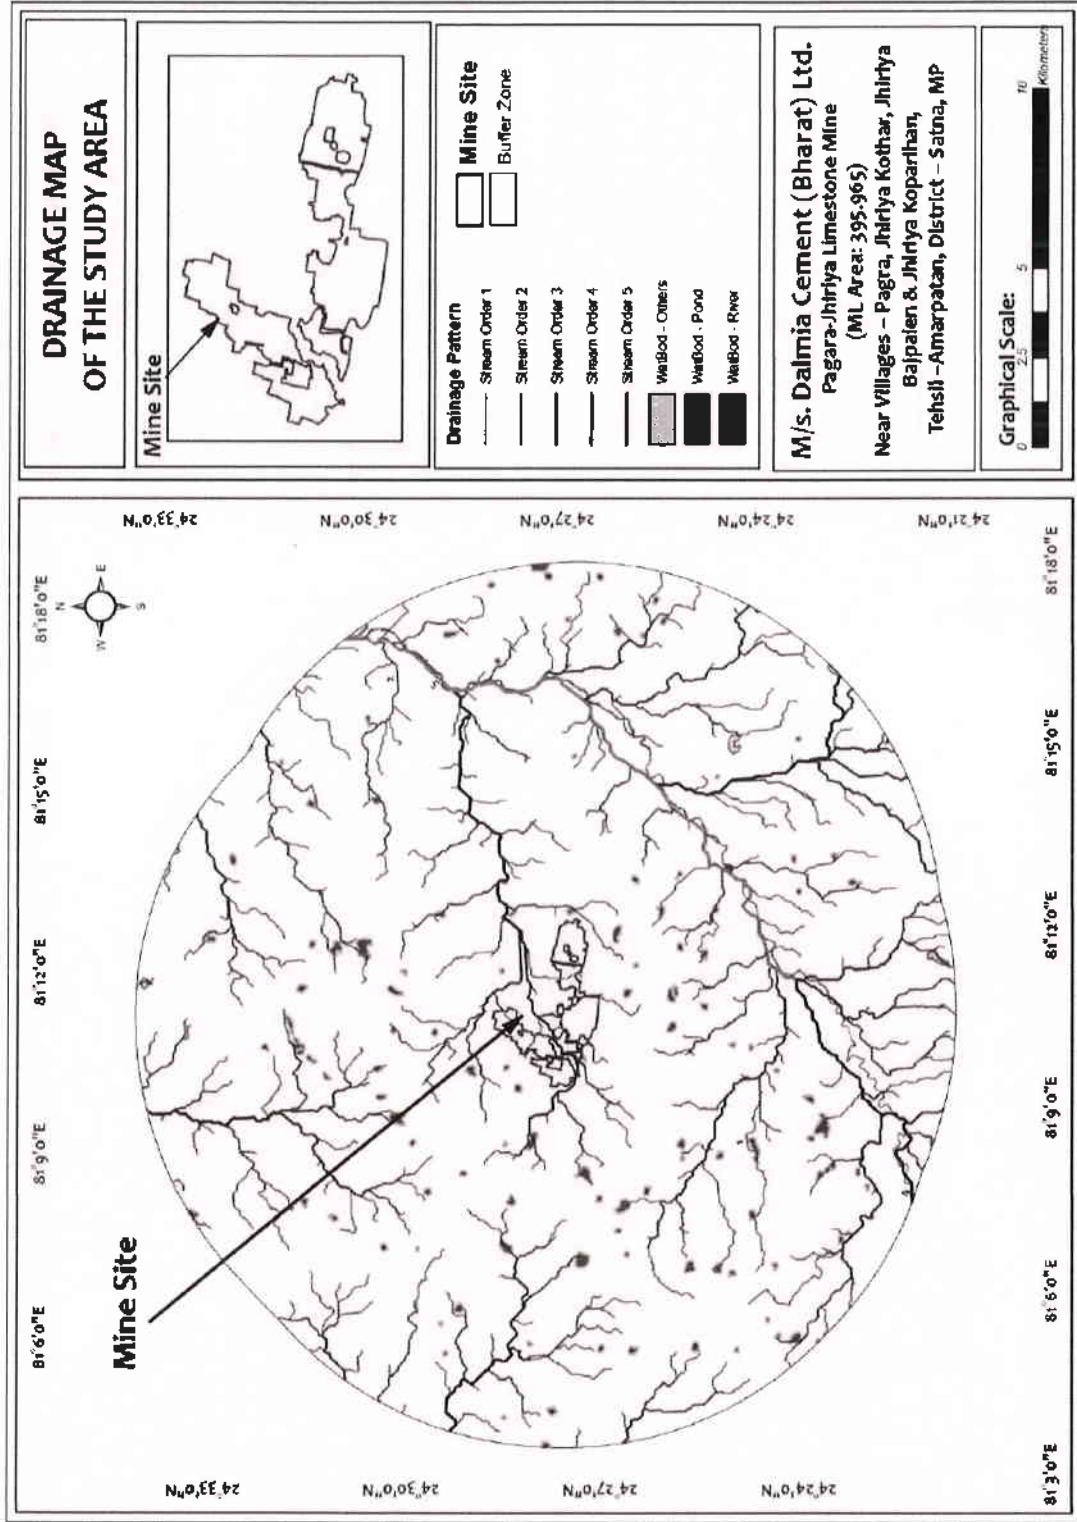 DRAINAGE MAP
OF THE STUDY AREA
Mine Site
Drainage Pattern
Stream Order 1
Stream Order 2
Stream Order 3
Stream Order 4
Stream Order 5
WatBod - Others
WatBod - Pond
WatBod - River
Mine Site
Buffer Zone
M/s. Dalmia Cement (Bharat) Ltd.
Pagara-Jhiriya Limestone Mine
(ML Area: 395.965)
Near Villages – Pagra, Jhiriya Kothar, Jhiriya
Bajpaien & Jhiriya Koparihan,
Tehsil –Amarpatan, District – Satna, MP
Graphical Scale:
0 2.5 5 10
Kilometers
81°6'0"E 81°9'0"E 81°12'0"E 81°15'0"E 81°18'0"E
N
W E
S
Mine Site
24°33'0"N 24°30'0"N 24°27'0"N 24°24'0"N
24°33'0"N 24°30'0"N 24°27'0"N 24°24'0"N 24°21'0"N
81°3'0"E 81°6'0"E 81°9'0"E 81°12'0"E 81°15'0"E 81°18'0"E